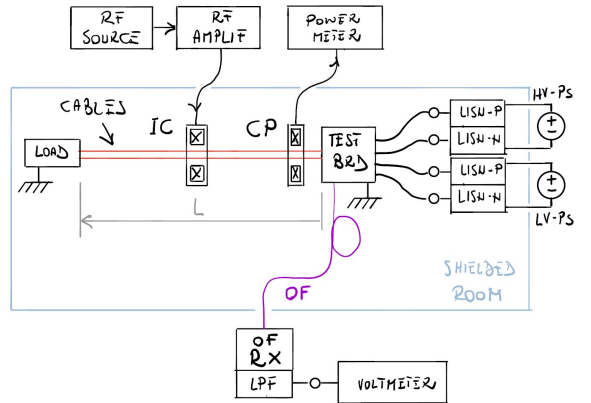 RF
SOURCE
RF
AMPLIF
POWER
METER
CABLES
IC
CP
LOAD
TEST
BRD
LISN-P
LISN-N
LISN-P
LISN-N
HV-PS
LV-PS
L
OF
SHIELDED
ROOM
OF
RX
LPF
VOLTMETER